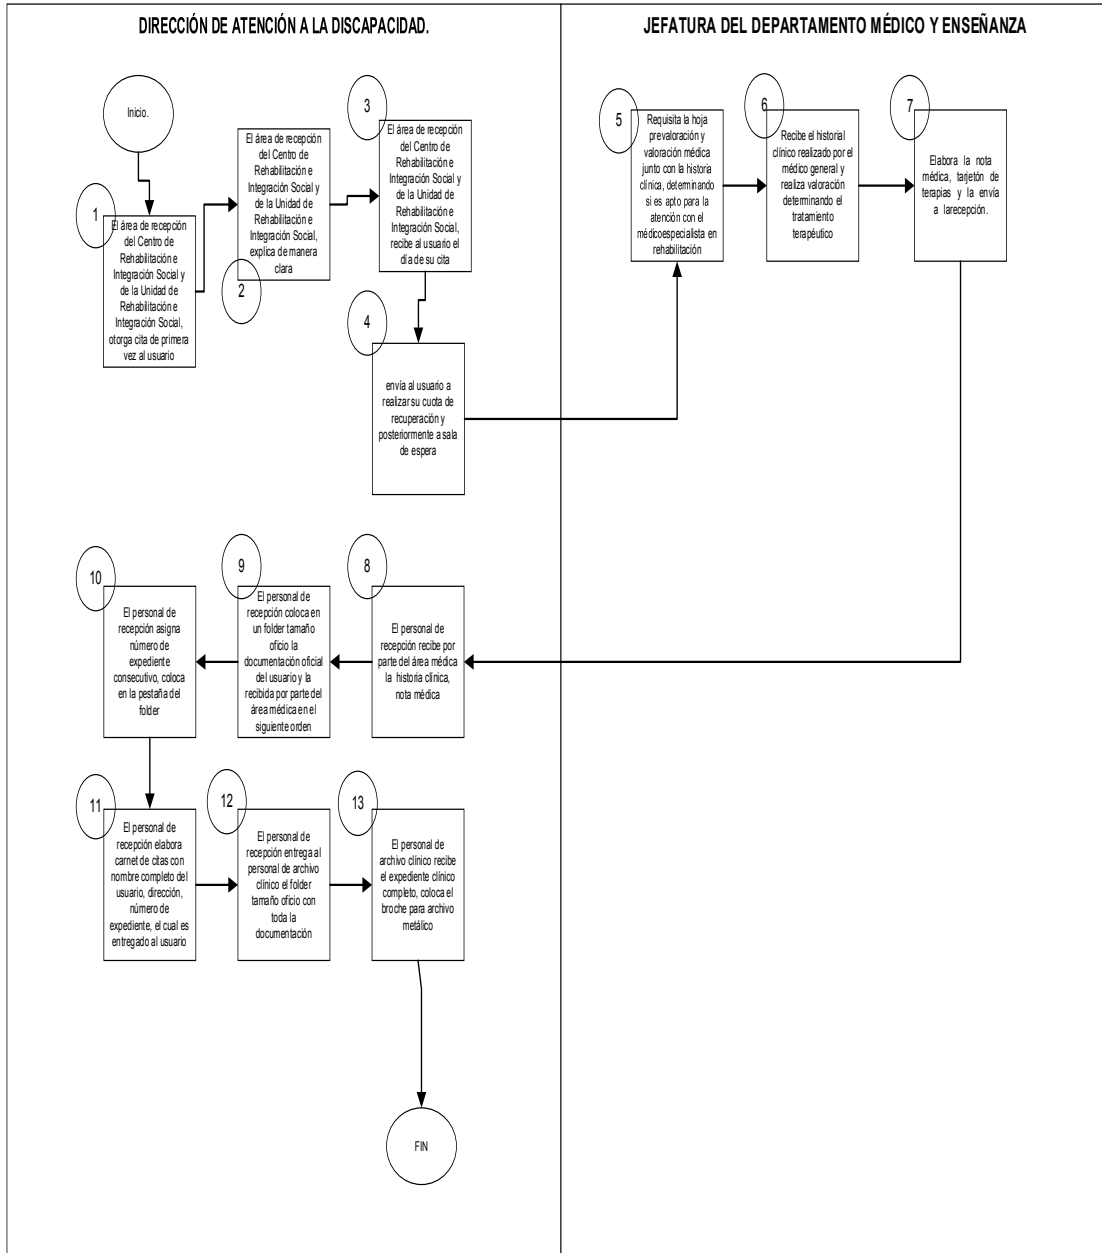 DIRECCIÓN DE ATENCIÓN A LA DISCAPACIDAD.
JEFATURA DEL DEPARTAMENTO MÉDICO Y ENSEÑANZA
Inicio.
1
El área de recepción
del Centro de
Rehabilitación e
Integración Social y
de la Unidad de
Rehabilitación e
Integración Social,
otorga cita de primera
vez al usuario
2
El área de recepción
del Centro de
Rehabilitación e
Integración Social y
de la Unidad de
Rehabilitación e
Integración Social,
explica de manera
clara
3
El área de recepción
del Centro de
Rehabilitación e
Integración Social y
de la Unidad de
Rehabilitación e
Integración Social,
recibe al usuario el
día de su cita
4
envía al usuario a
realizar su cuota de
recuperación y
posteriormente a sala
de espera
5
Requisita la hoja
prevaloración y
valoración médica
junto con la historia
clínica, determinando
si es apto para la
atención con el
médicoespecialista en
rehabilitación
6
Recibe el historial
clínico realizado por el
médico general y
realiza valoración
determinando el
tratamiento
terapéutico
7
Elabora la nota
médica, tarjetón de
terapias y la envía
a larecepción.
8
El personal de
recepción recibe por
parte del área médica
la historia clínica,
nota médica
9
El personal de
recepción coloca en
un folder tamaño
oficio la
documentación oficial
del usuario y la
recibida por parte del
área médica en el
siguiente orden
10
El personal de
recepción asigna
número de
expediente
consecutivo, coloca
en la pestaña del
folder
11
El personal de
recepción elabora
carnet de citas con
nombre completo del
usuario, dirección,
número de
expediente, el cual es
entregado al usuario
12
El personal de
recepción entrega al
personal de archivo
clínico el folder
tamaño oficio con
toda la
documentación
13
El personal de
archivo clínico recibe
el expediente clínico
completo, coloca el
broche para archivo
metálico
FIN